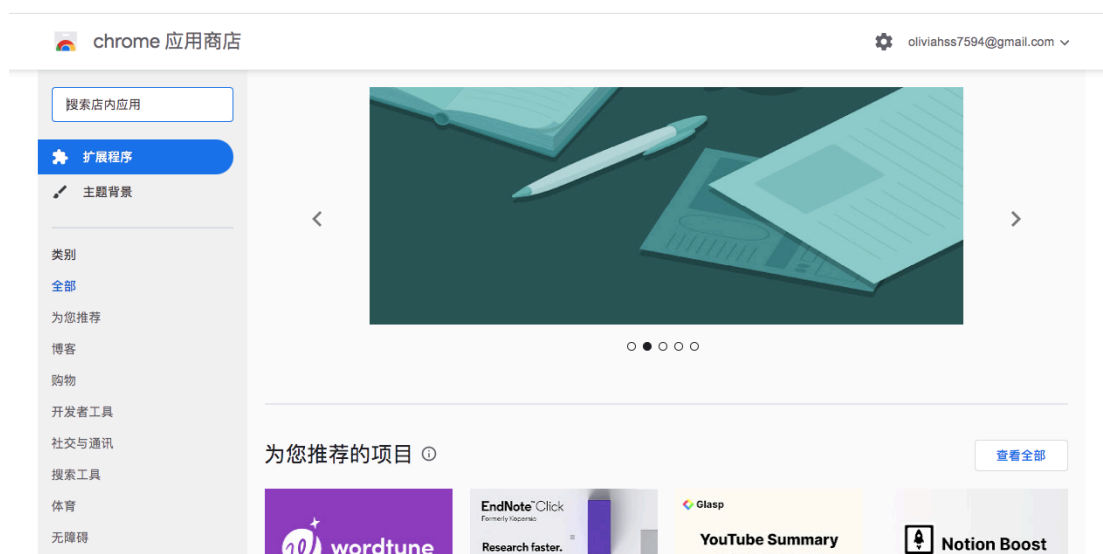 chrome 应用商店
oliviahss7594@gmail.com
搜索店内应用
扩展程序
主题背景
类别
全部
为您推荐
博客
购物
开发者工具
社交与通讯
搜索工具
体育
无障碍
为您推荐的项目
查看全部
wordtune
EndNote™Click
Formerly Kopernio
Research faster.
Glasp
YouTube Summary
Notion Boost